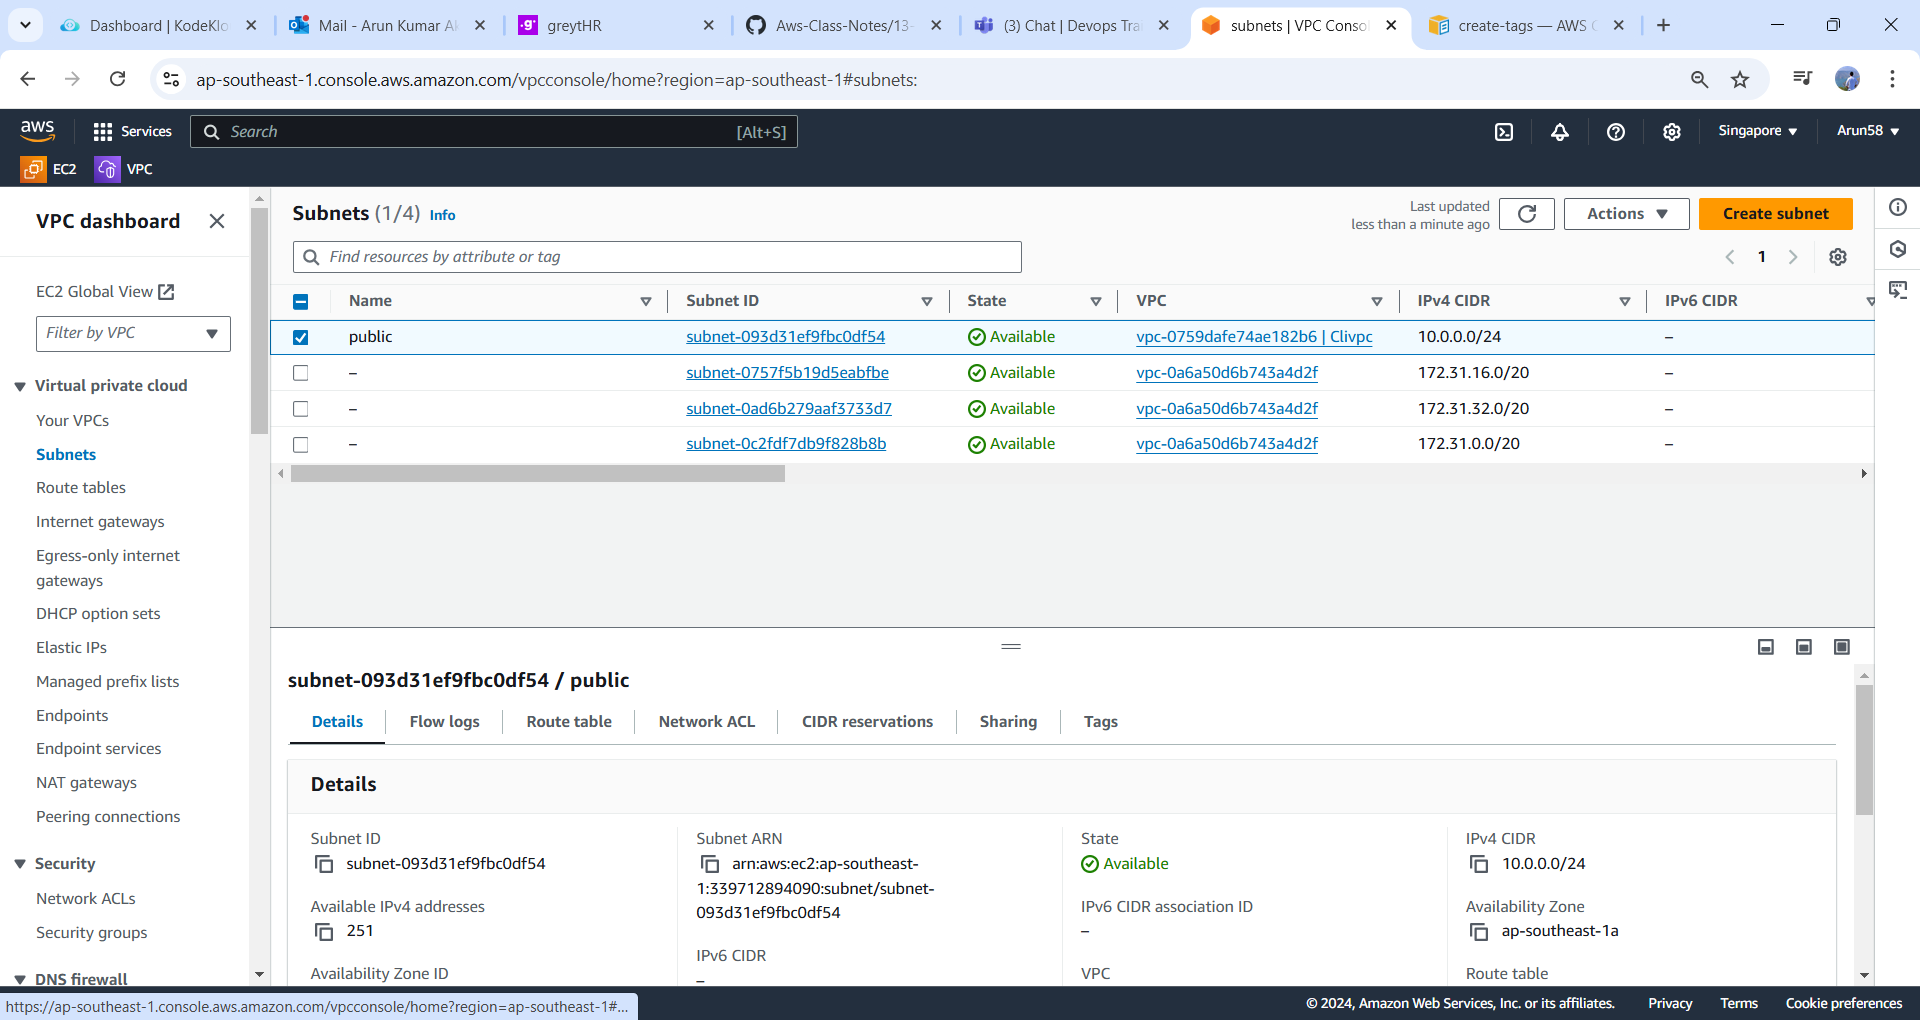 Dashboard | KodeKlo
Mail - Arun Kumar Ak
greytHR
Aws-Class-Notes/13-
(3) Chat | Devops Trai
subnets | VPC Conso
create-tags — AWS C
ap-southeast-1.console.aws.amazon.com/vpcconsole/home?region=ap-southeast-1#subnets:
aws
Services
Search
[Alt+S]
Singapore
Arun58
EC2
VPC
VPC dashboard
EC2 Global View
Filter by VPC
Virtual private cloud
Your VPCs
Subnets
Route tables
Internet gateways
Egress-only internet
gateways
DHCP option sets
Elastic IPs
Managed prefix lists
Endpoints
Endpoint services
NAT gateways
Peering connections
Security
Network ACLs
Security groups
DNS firewall
Subnets (1/4) Info
Last updated
less than a minute ago
Actions
Create subnet
Find resources by attribute or tag
1
Name Subnet ID State VPC IPv4 CIDR IPv6 CIDR
public subnet-093d31ef9fbc0df54 Available vpc-0759dafe74ae182b6 | Clivpc 10.0.0.0/24 –
– subnet-0757f5b19d5eabfbe Available vpc-0a6a50d6b743a4d2f 172.31.16.0/20 –
– subnet-0ad6b279aaf3733d7 Available vpc-0a6a50d6b743a4d2f 172.31.32.0/20 –
– subnet-0c2fdf7db9f828b8b Available vpc-0a6a50d6b743a4d2f 172.31.0.0/20 –
subnet-093d31ef9fbc0df54 / public
Details Flow logs Route table Network ACL CIDR reservations Sharing Tags
Details
Subnet ID
subnet-093d31ef9fbc0df54
Available IPv4 addresses
251
Availability Zone ID
Subnet ARN
arn:aws:ec2:ap-southeast-
1:339712894090:subnet/subnet-
093d31ef9fbc0df54
IPv6 CIDR
–
State
Available
IPv6 CIDR association ID
–
VPC
IPv4 CIDR
10.0.0.0/24
Availability Zone
ap-southeast-1a
Route table
https://ap-southeast-1.console.aws.amazon.com/vpcconsole/home?region=ap-southeast-1#...
© 2024, Amazon Web Services, Inc. or its affiliates.
Privacy
Terms
Cookie preferences